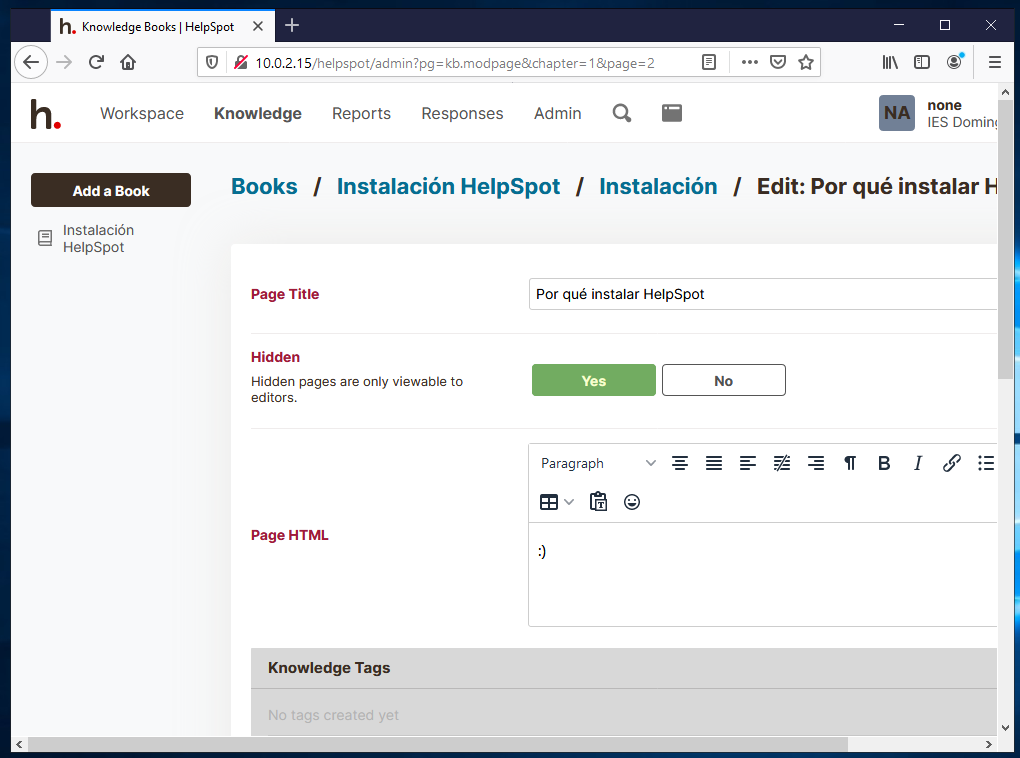 h. Knowledge Books | HelpSpot
10.0.2.15/helpspot/admin?pg=kb.modpage&chapter=1&page=2
h. Workspace Knowledge Reports Responses Admin NA none
IES Doming
Add a Book
Instalación
HelpSpot
Books / Instalación HelpSpot / Instalación / Edit: Por qué instalar H
Page Title Por qué instalar HelpSpot
Hidden
Hidden pages are only viewable to
editors.
Yes No
Paragraph
Page HTML
:)
Knowledge Tags
No tags created yet